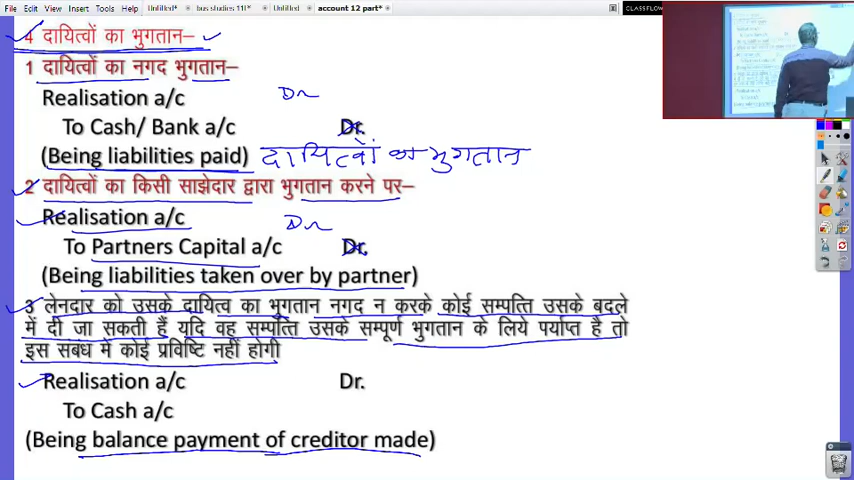 File Edit View Insert Tools Help Untitled* bus studies 11l* Untitled account 12 part* CLASSFLOW
4 दायित्वों का भुगतान–
1 दायित्वों का नगद भुगतान–
Realisation a/c Dr
To Cash/ Bank a/c Dr.
(Being liabilities paid) दायित्वों का भुगतान
2 दायित्वों का किसी साझेदार द्वारा भुगतान करने पर–
Realisation a/c Dr
To Partners Capital a/c Dr.
(Being liabilities taken over by partner)
3 लेनदार को उसके दायित्व का भुगतान नगद न करके कोई सम्पत्ति उसके बदले
में दी जा सकती हैं यदि वह सम्पत्ति उसके सम्पूर्ण भुगतान के लिये पर्याप्त है तो
इस सबंध में कोई प्रविष्टि नहीं होगी
Realisation a/c Dr.
To Cash a/c
(Being balance payment of creditor made)